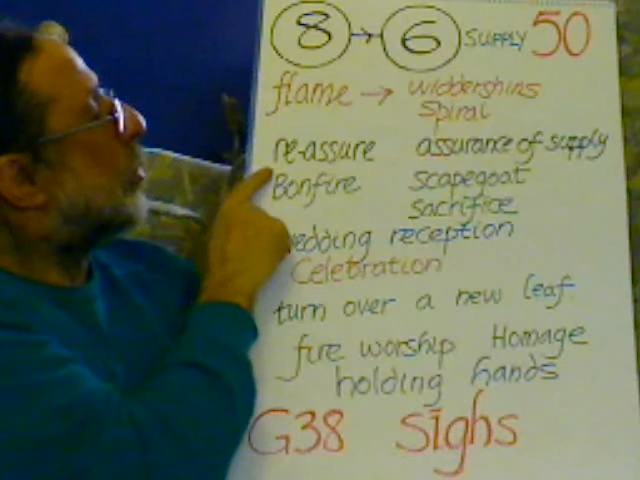 8 → 6 SUPPLY 50
flame → widdershins
spiral
re-assure assurance of supply
Bonfire scapegoat
sacrifice
wedding reception
Celebration
turn over a new leaf
fire worship Homage
holding hands
G38 sighs